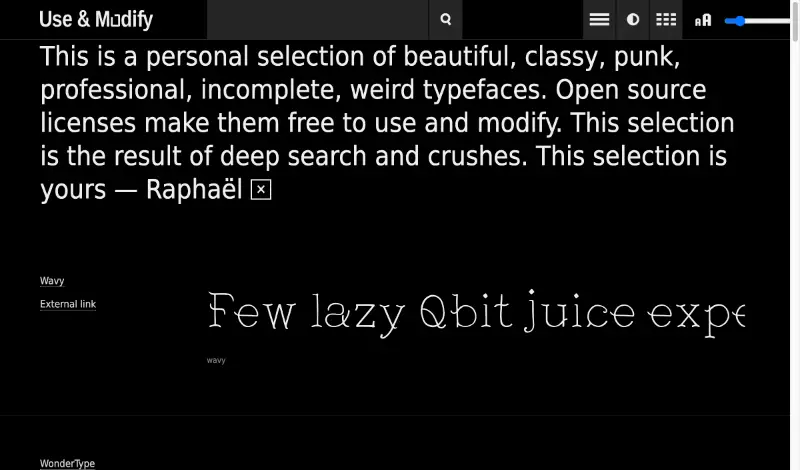 Use & Modify
This is a personal selection of beautiful, classy, punk,
professional, incomplete, weird typefaces. Open source
licenses make them free to use and modify. This selection
is the result of deep search and crushes. This selection is
yours — Raphaël
Wavy
External link
Few lazy Qbit juice expe
wavy
WonderType